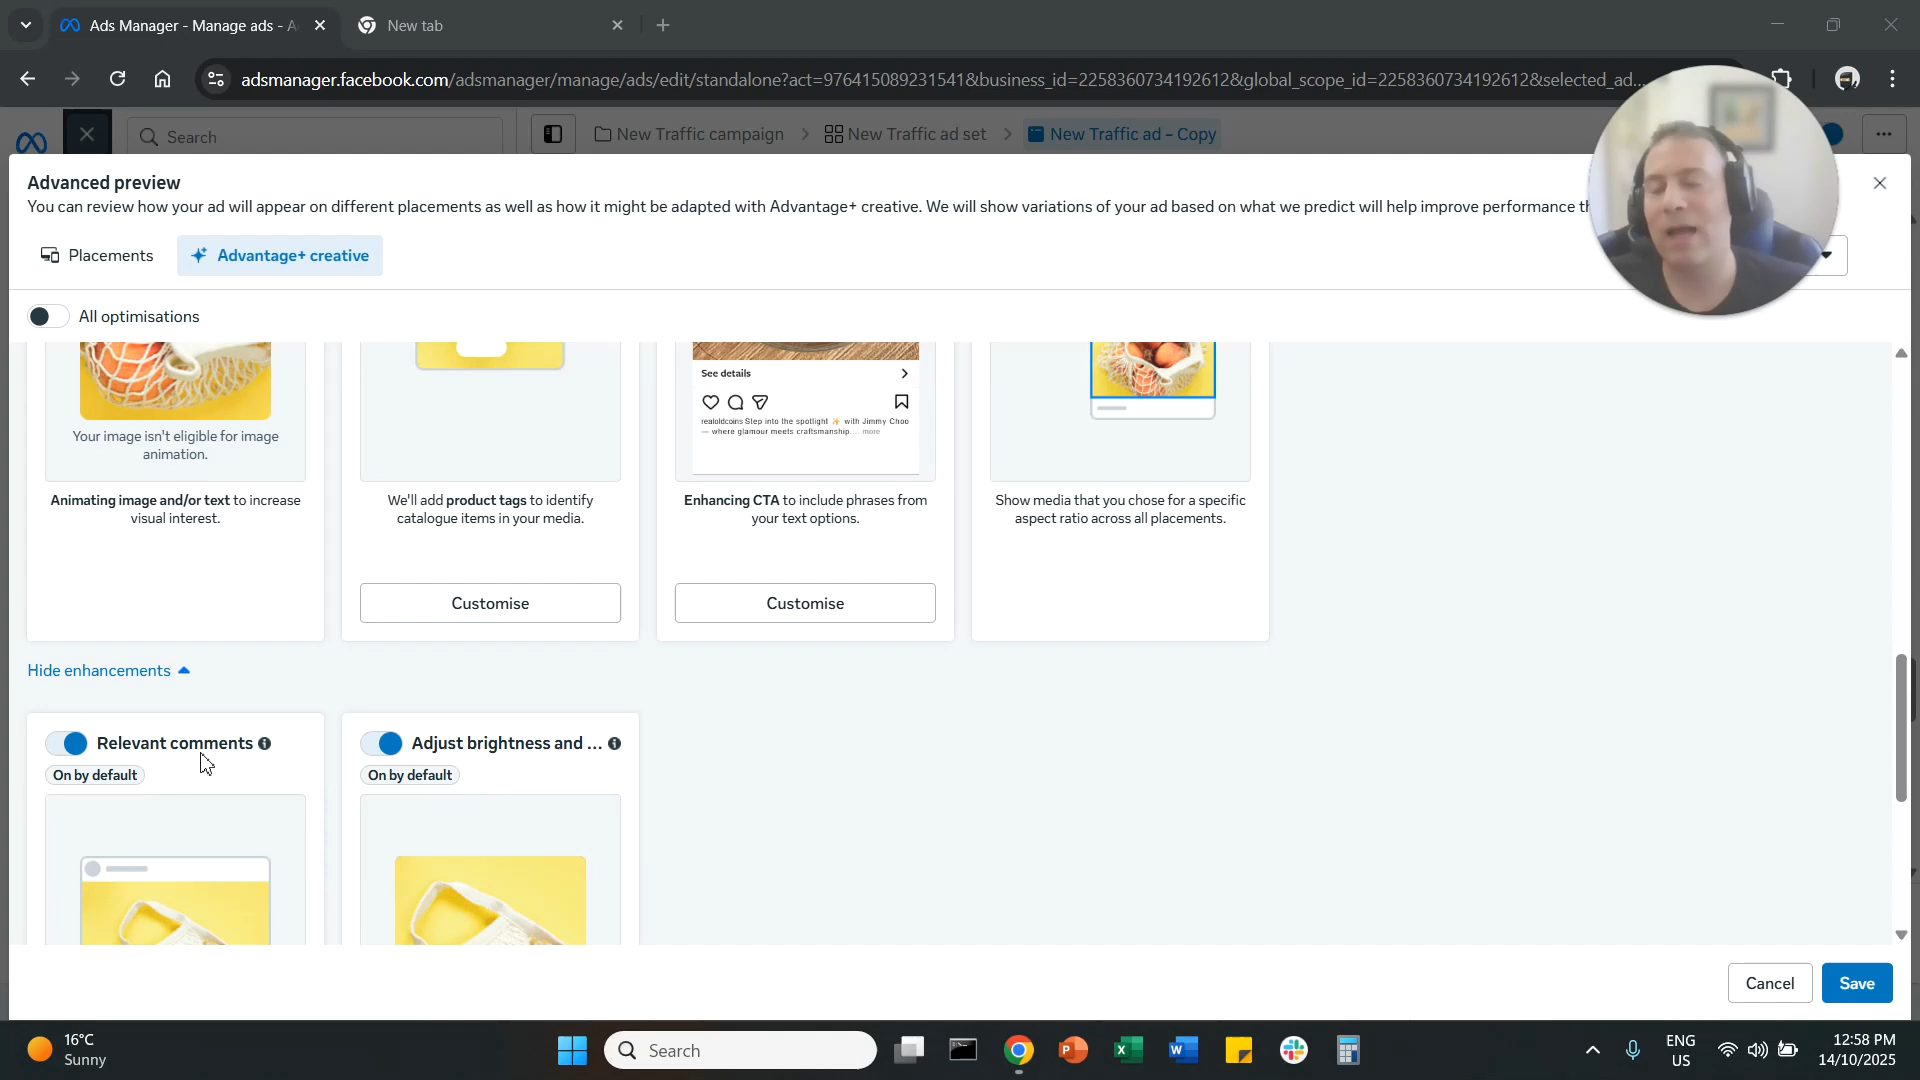 Ads Manager - Manage ads - A
New tab
adsmanager.facebook.com/adsmanager/manage/ads/edit/standalone?act=976415089231541&business_id=2258360734192612&global_scope_id=2258360734192612&selected_ad...
Search
New Traffic campaign
New Traffic ad set
New Traffic ad - Copy
Advanced preview
You can review how your ad will appear on different placements as well as how it might be adapted with Advantage+ creative. We will show variations of your ad based on what we predict will help improve performance th
Placements
Advantage+ creative
All optimisations
Your image isn't eligible for image
animation.
Animating image and/or text to increase
visual interest.
We'll add product tags to identify
catalogue items in your media.
Customise
See details
realoldcoins Step into the spotlight ✨ with Jimmy Choo
— where glamour meets craftsmanship.... more
Enhancing CTA to include phrases from
your text options.
Customise
Show media that you chose for a specific
aspect ratio across all placements.
Hide enhancements
Relevant comments
On by default
Adjust brightness and ...
On by default
Cancel
Save
16°C
Sunny
Search
ENG
US
12:58 PM
14/10/2025